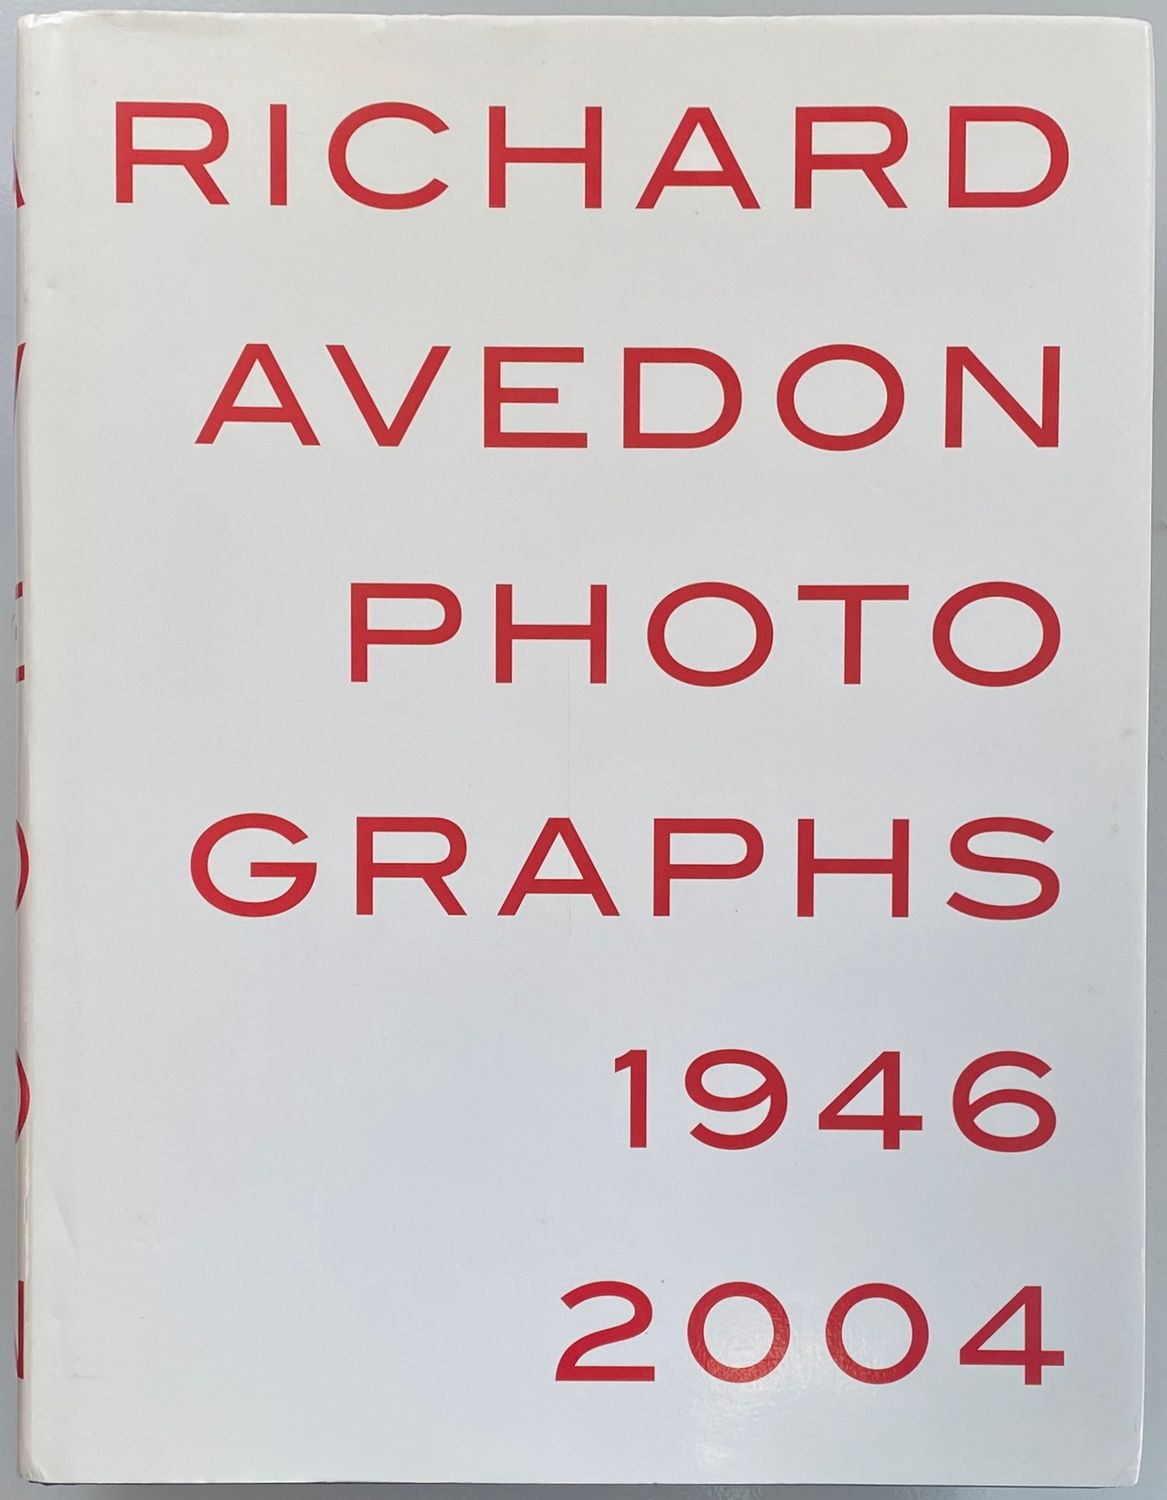 RICHARD
AVEDON
PHOTO
GRAPHS
1946
2004